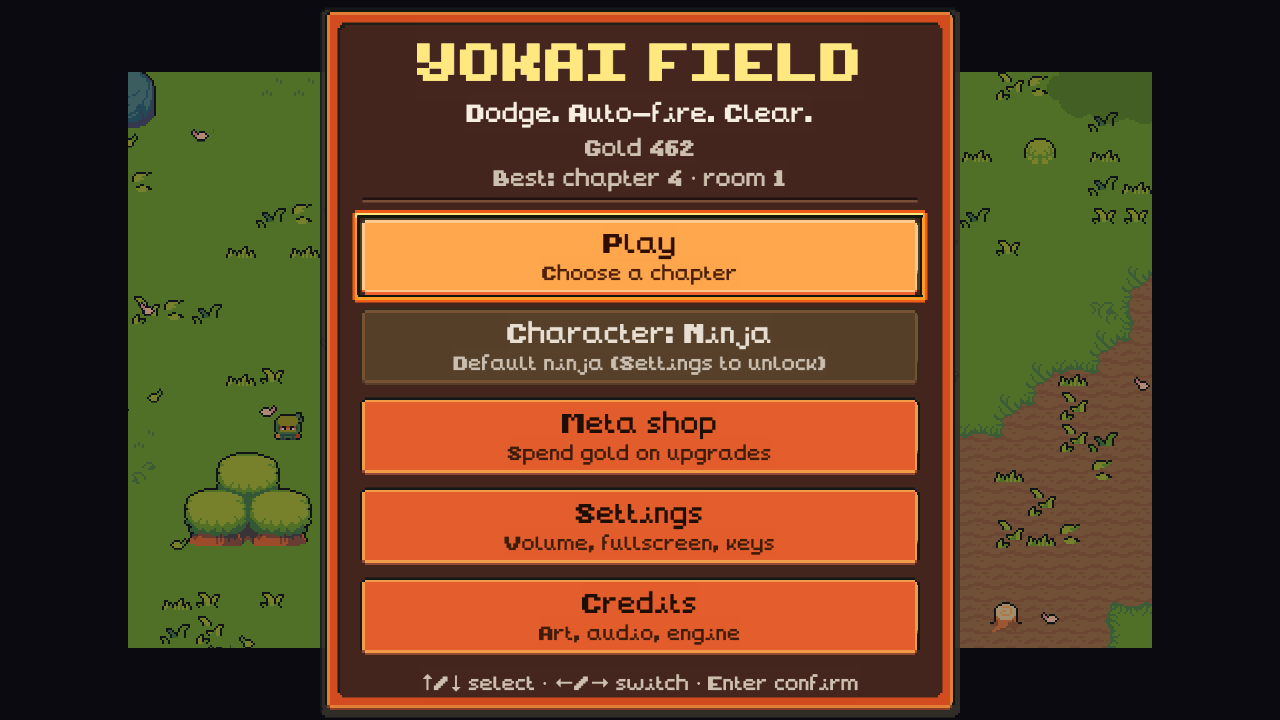 YOKAI FIELD
Dodge. Auto-fire. Clear.
Gold 462
Best: chapter 4 · room 1
Play
Choose a chapter
Character: Ninja
Default ninja (Settings to unlock)
Meta shop
Spend gold on upgrades
Settings
Volume, fullscreen, keys
Credits
Art, audio, engine
↑/↓ select · ←/→ switch · Enter confirm